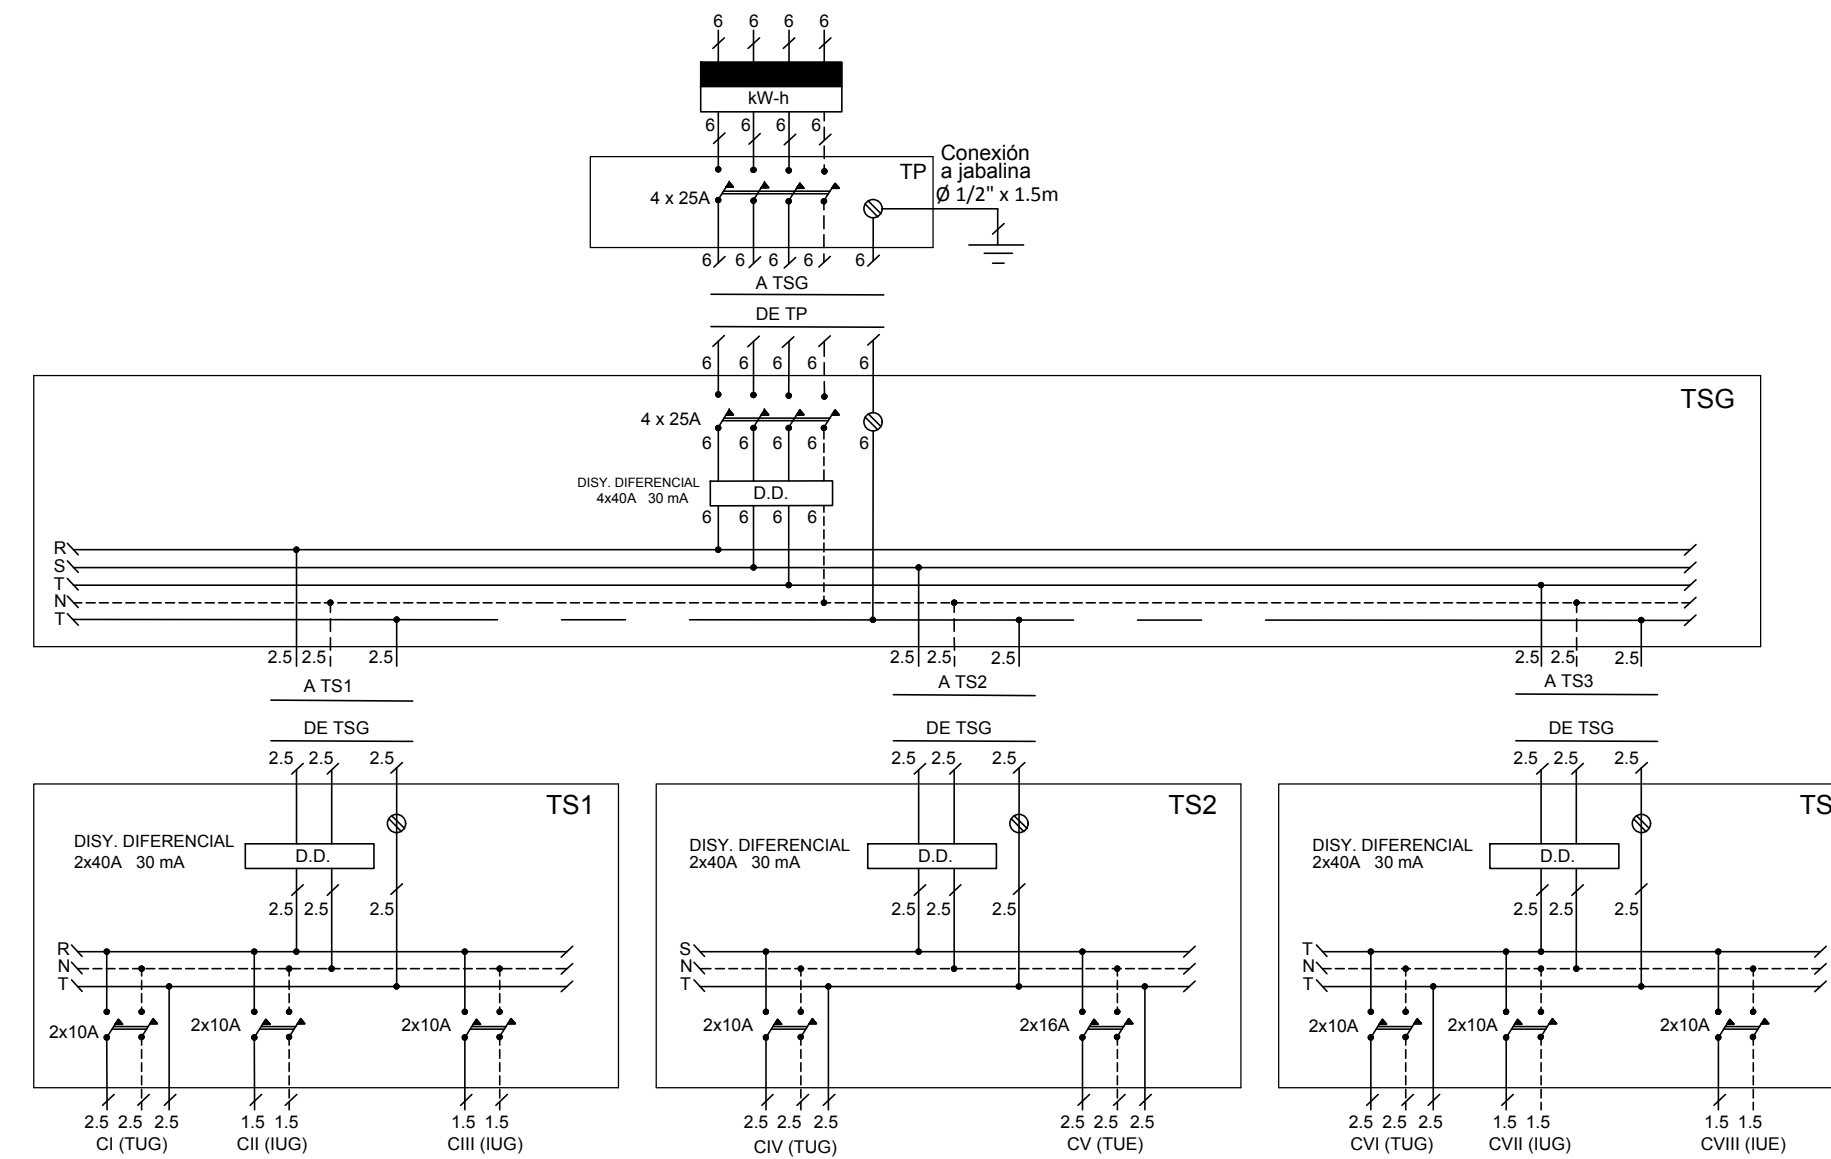 6 6 6 6
kW-h
6 6 6 6
Conexión
a jabalina
Ø 1/2" x 1.5m
TP
4 x 25A
6 6 6 6 6
A TSG
DE TP
6 6 6 6 6
TSG
4 x 25A
6 6 6 6 6
DISY. DIFERENCIAL
4x40A 30 mA
D.D.
6 6 6 6
R
S
T
N
T
2.5 2.5 2.5 2.5 2.5 2.5 2.5 2.5 2.5
A TS1 A TS2 A TS3
DE TSG DE TSG DE TSG
2.5 2.5 2.5 2.5 2.5 2.5 2.5 2.5 2.5
TS1
DISY. DIFERENCIAL
2x40A 30 mA
D.D.
2.5 2.5 2.5
R
N
T
2x10A 2x10A 2x10A
2.5 2.5 2.5 1.5 1.5 1.5 1.5
CI (TUG) CII (IUG) CIII (IUG)
TS2
DISY. DIFERENCIAL
2x40A 30 mA
D.D.
2.5 2.5 2.5
S
N
T
2x10A 2x16A
2.5 2.5 2.5 2.5 2.5 2.5
CIV (TUG) CV (TUE)
TS
DISY. DIFERENCIAL
2x40A 30 mA
D.D.
2.5 2.5 2.5
T
N
T
2x10A 2x10A 2x10A
2.5 2.5 2.5 1.5 1.5 1.5 1.5
CVI (TUG) CVII (IUG) CVIII (IUE)